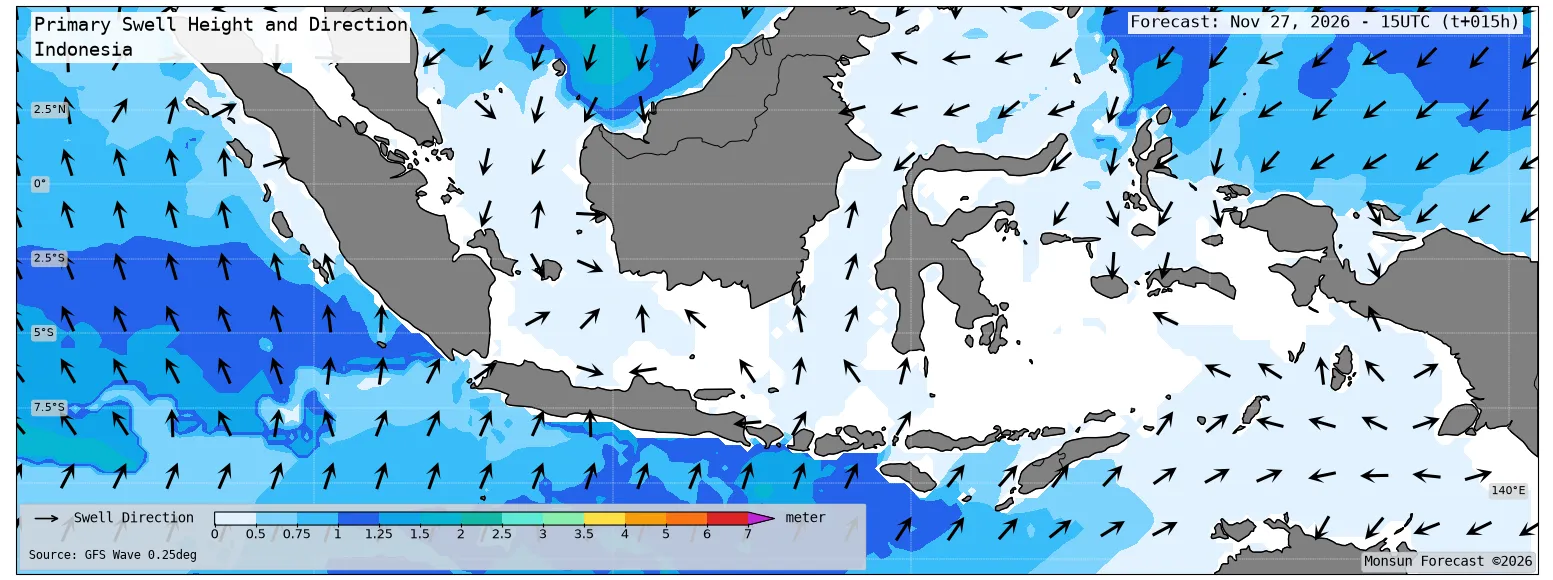 Primary Swell Height and Direction
Indonesia
Forecast: Nov 27, 2026 - 15UTC (t+015h)
2.5°N
0°
2.5°S
5°S
7.5°S
140°E
Swell Direction
0 0.5 0.75 1 1.25 1.5 2 2.5 3 3.5 4 5 6 7
meter
Source: GFS Wave 0.25deg
Monsun Forecast ©2026